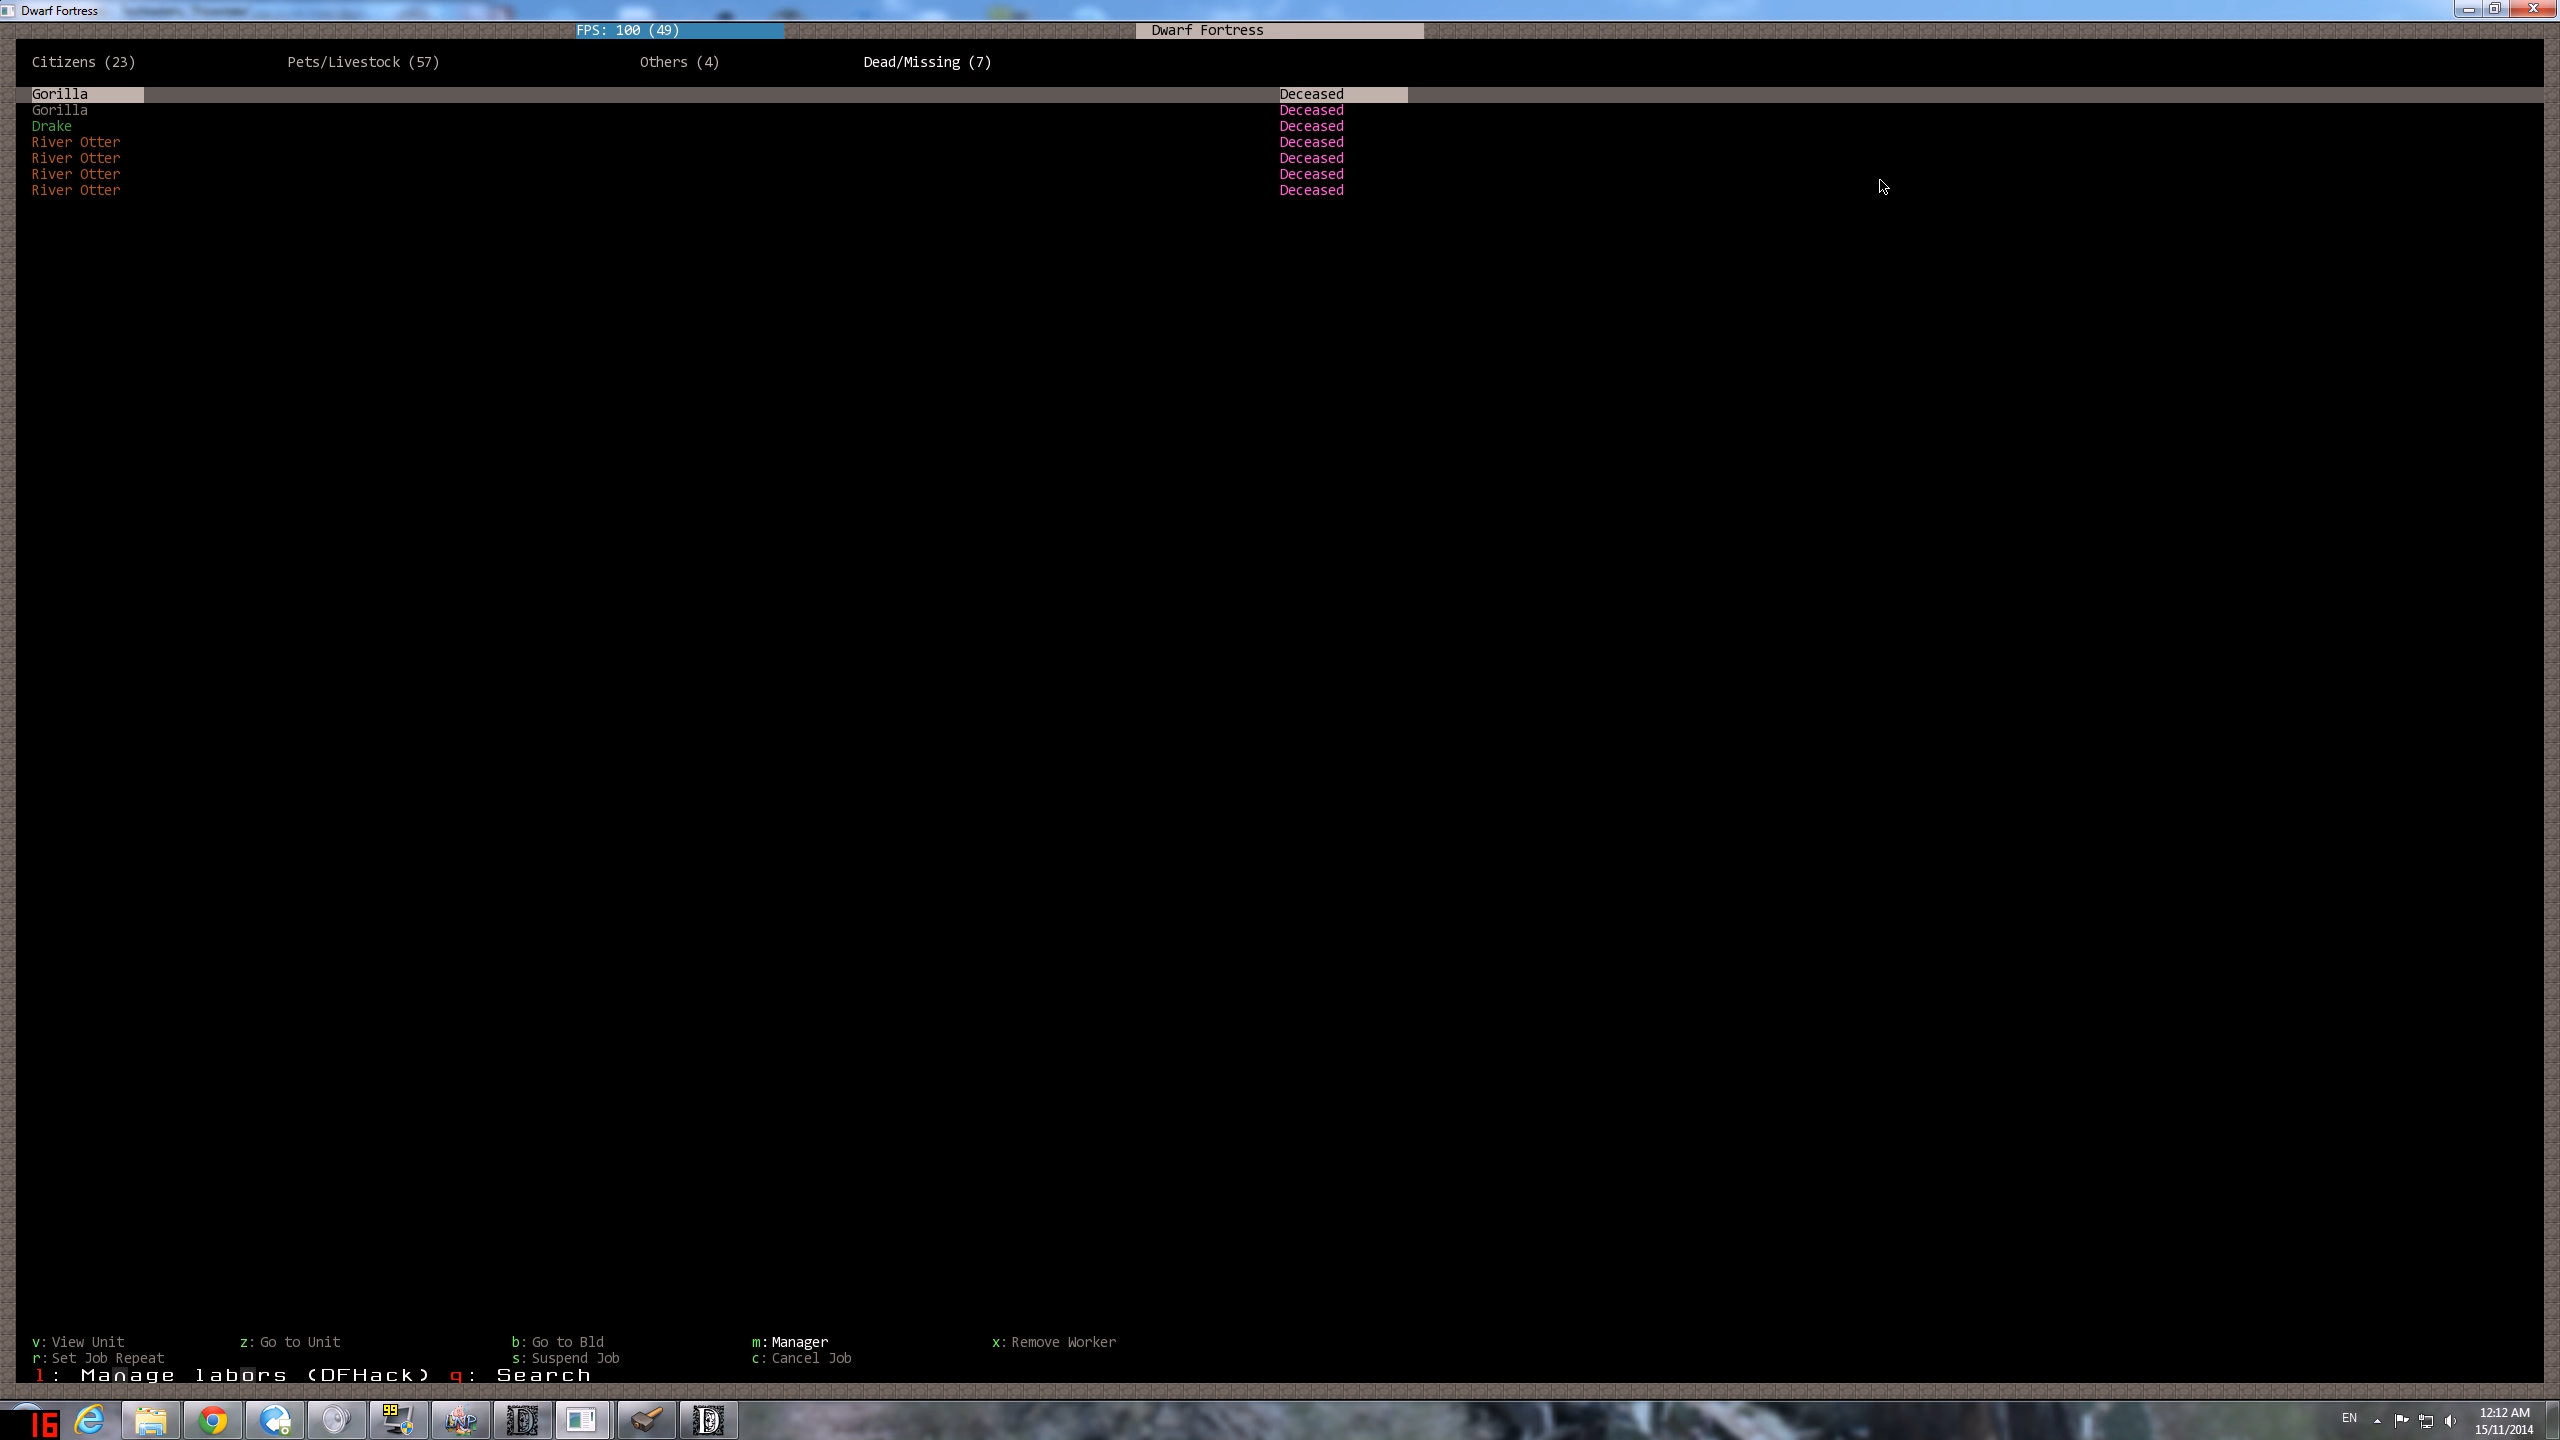 Dwarf Fortress
FPS: 100 (49) Dwarf Fortress
Citizens (23) Pets/Livestock (57) Others (4) Dead/Missing (7)
Gorilla Deceased
Gorilla Deceased
Drake Deceased
River Otter Deceased
River Otter Deceased
River Otter Deceased
River Otter Deceased
v: View Unit z: Go to Unit b: Go to Bld m: Manager x: Remove Worker
r: Set Job Repeat s: Suspend Job c: Cancel Job
l: Manage labors (DFHack) q: Search
16 99 EN 12:12 AM
15/11/2014